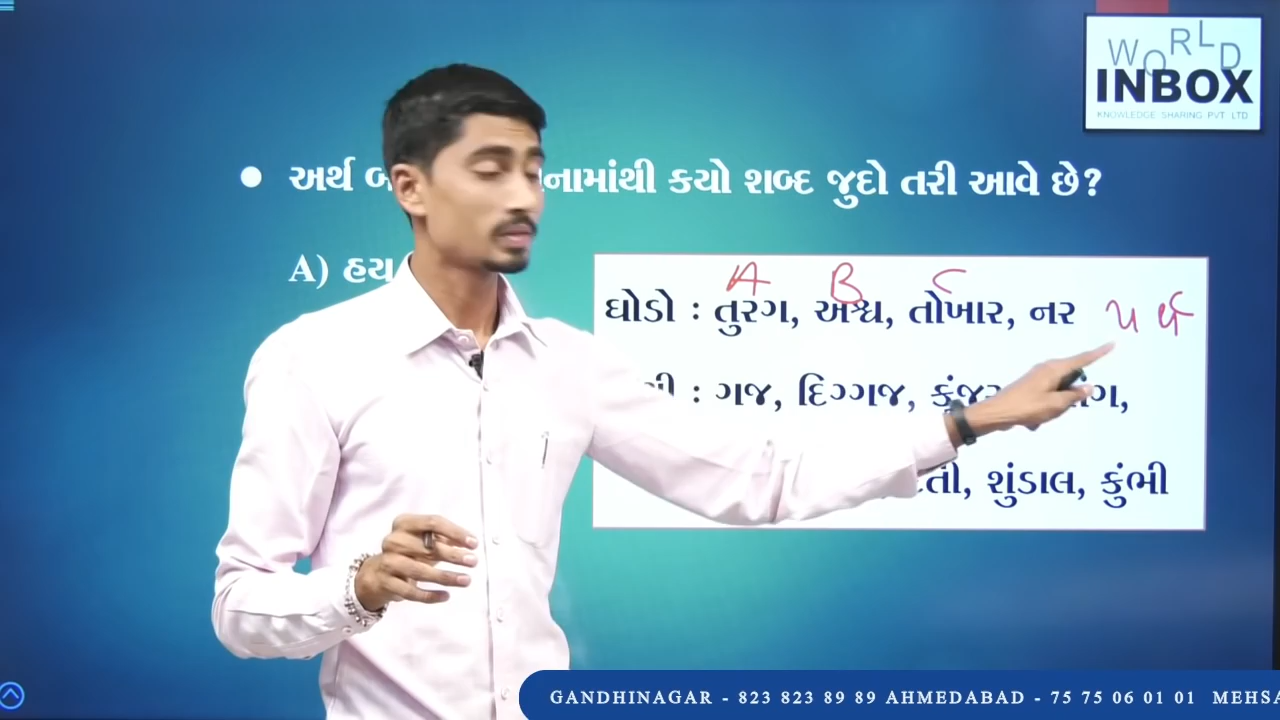 WORLD
INBOX
KNOWLEDGE SHARING PVT LTD
અર્થ કયો શબ્દ જુદો તરી આવે છે?
A) હય
A B C
ઘોડો : તુરગ, અશ્વ, તોખાર, નર
: ગજ, દિગ્ગજ,
શુંડાલ, કુંભી
GANDHINAGAR - 823 823 89 89 AHMEDABAD - 75 75 06 01 01 MEHSA